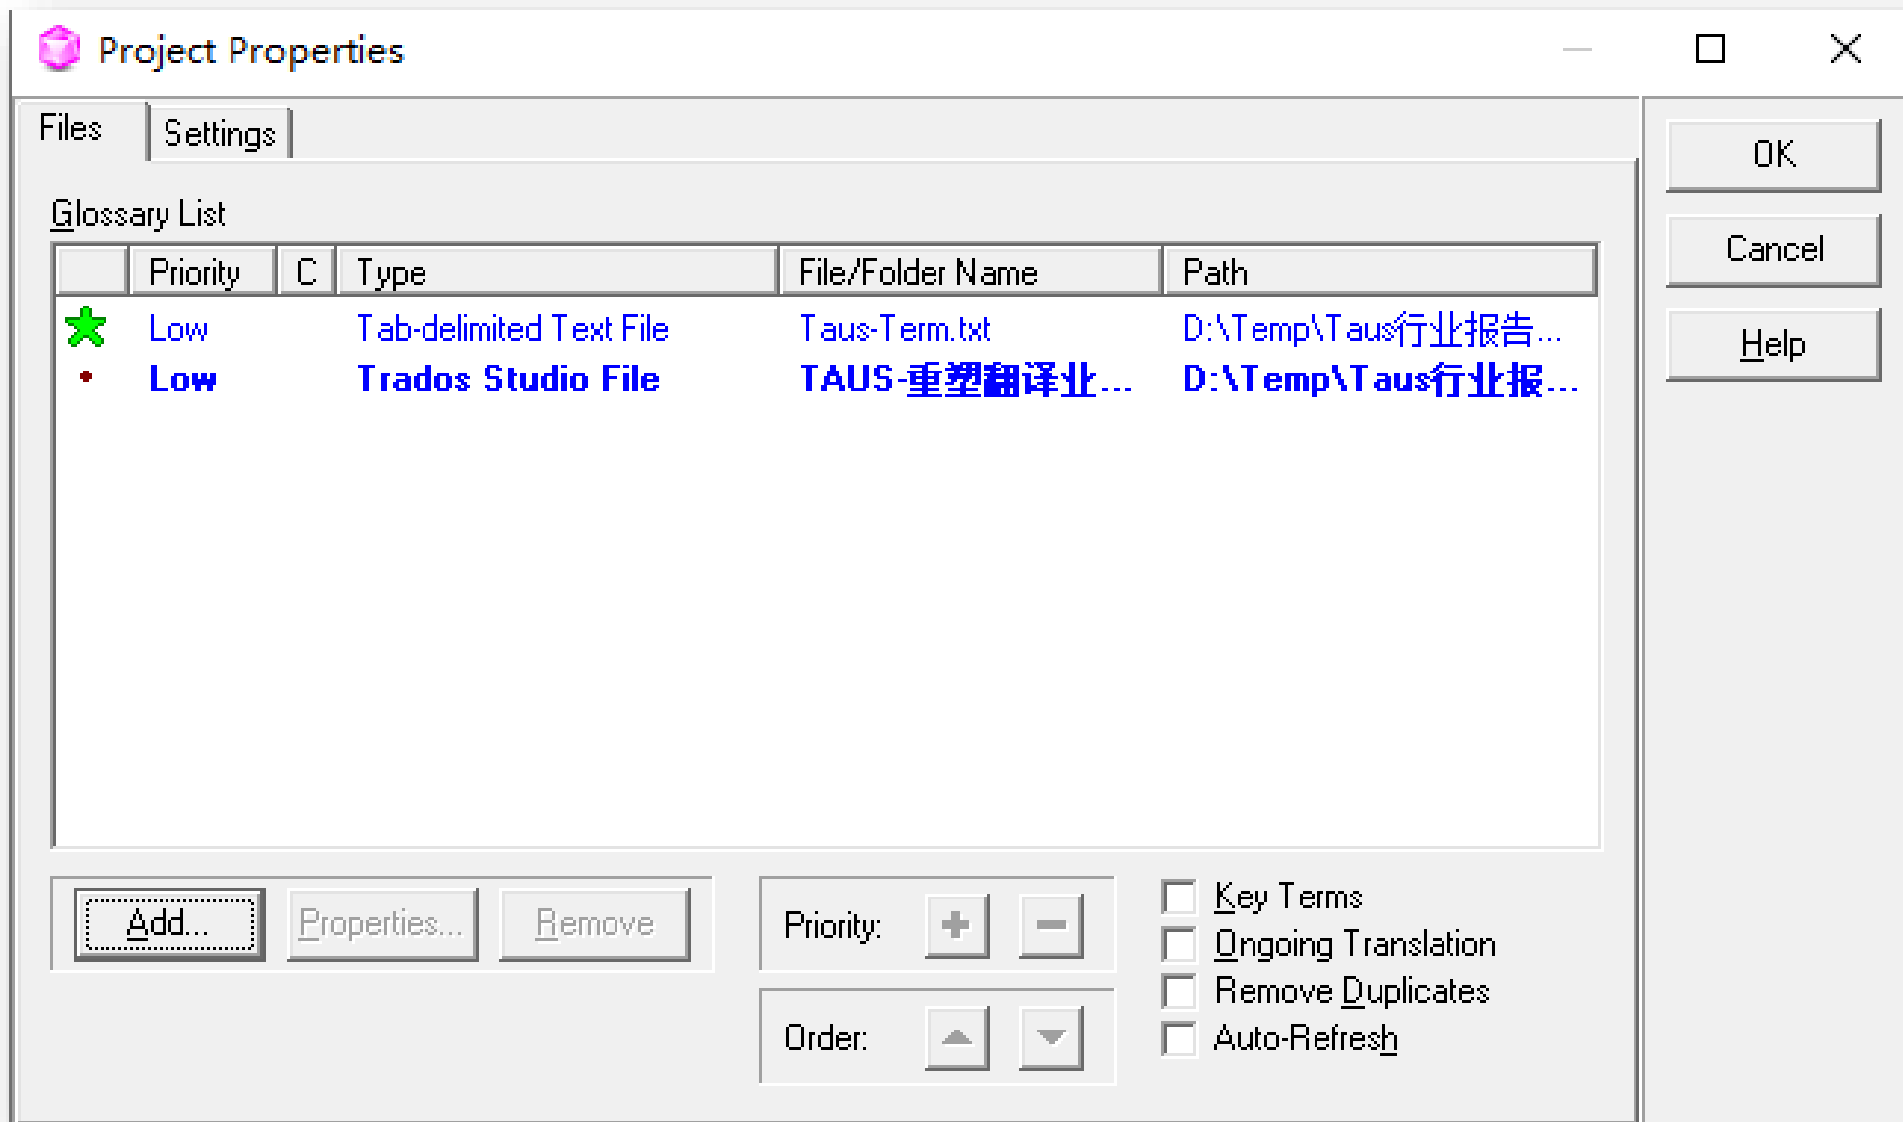 Project Properties
Files Settings
OK
Cancel
Help
Glossary List
Priority C Type File/Folder Name Path
Low Tab-delimited Text File Taus-Term.txt D:\Temp\Taus行业报告...
Low Trados Studio File TAUS-重塑翻译业... D:\Temp\Taus行业报...
Add... Properties... Remove
Priority:
Order:
Key Terms
Ongoing Translation
Remove Duplicates
Auto-Refresh